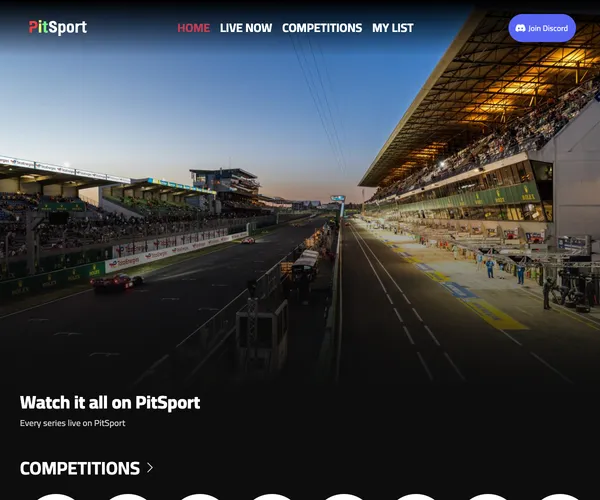 PitSport
HOME LIVE NOW COMPETITIONS MY LIST
Join Discord
Watch it all on PitSport
Every series live on PitSport
COMPETITIONS